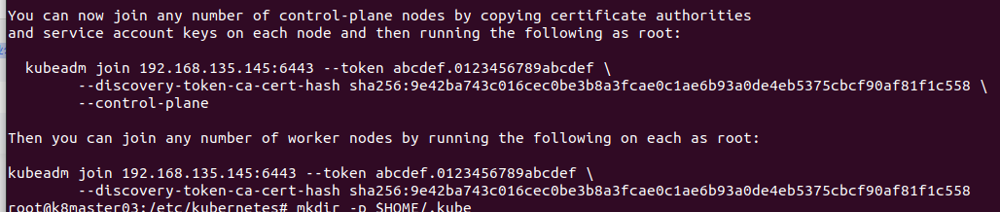 You can now join any number of control-plane nodes by copying certificate authorities
and service account keys on each node and then running the following as root:
kubeadm join 192.168.135.145:6443 --token abcdef.0123456789abcdef \
--discovery-token-ca-cert-hash sha256:9e42ba743c016cec0be3b8a3fcae0c1ae6b93a0de4eb5375cbcf90af81f1c558 \
--control-plane
Then you can join any number of worker nodes by running the following on each as root:
kubeadm join 192.168.135.145:6443 --token abcdef.0123456789abcdef \
--discovery-token-ca-cert-hash sha256:9e42ba743c016cec0be3b8a3fcae0c1ae6b93a0de4eb5375cbcf90af81f1c558
root@k8master03:/etc/kubernetes# mkdir -p $HOME/.kube